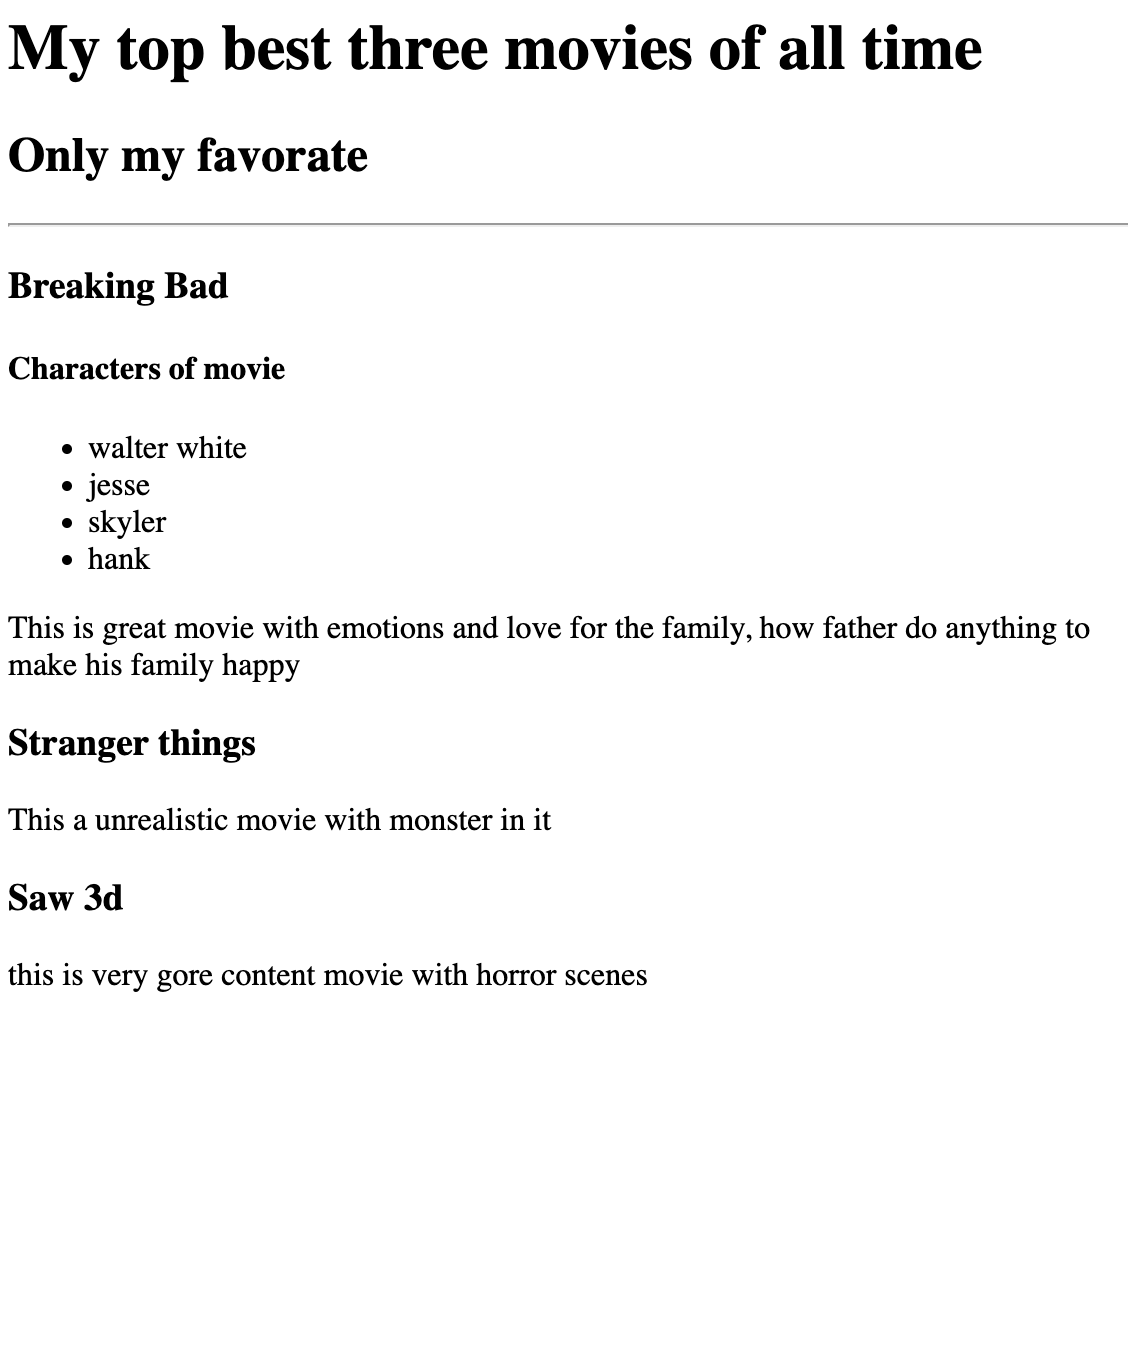 My top best three movies of all time
Only my favorate
Breaking Bad
Characters of movie
walter white
jesse
skyler
hank
This is great movie with emotions and love for the family, how father do anything to
make his family happy
Stranger things
This a unrealistic movie with monster in it
Saw 3d
this is very gore content movie with horror scenes